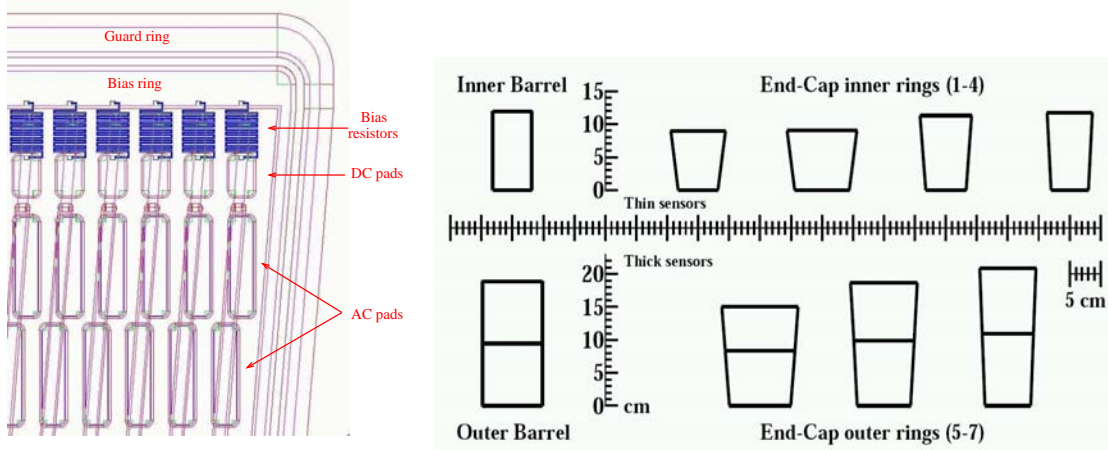 Guard ring
Bias ring
Bias
resistors
DC pads
AC pads
Inner Barrel
15
End-Cap inner rings (1-4)
10
5
0
Thin sensors
Thick sensors
20
15
10
5
0
cm
5 cm
Outer Barrel
End-Cap outer rings (5-7)